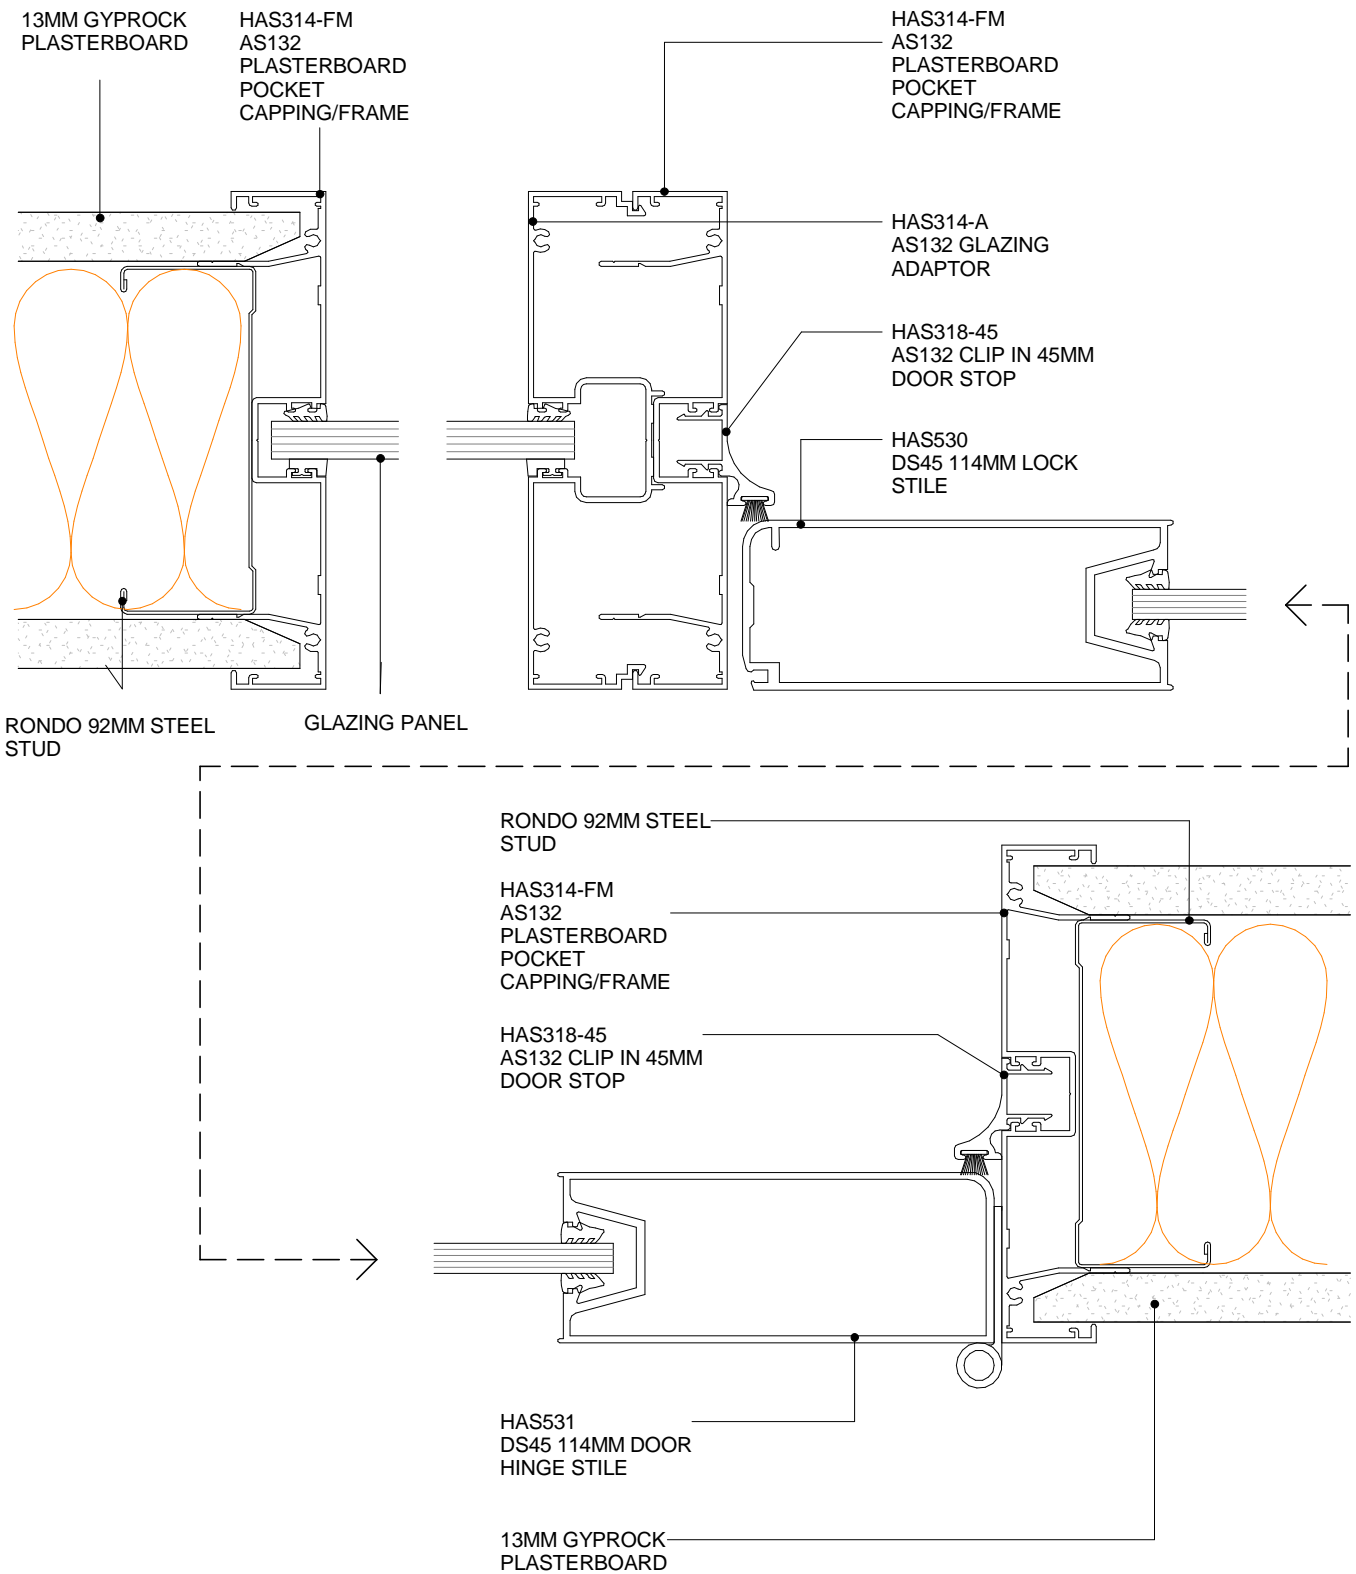 13MM GYPROCK
PLASTERBOARD
HAS314-FM
AS132
PLASTERBOARD
POCKET
CAPPING/FRAME
HAS314-FM
AS132
PLASTERBOARD
POCKET
CAPPING/FRAME
HAS314-A
AS132 GLAZING
ADAPTOR
HAS318-45
AS132 CLIP IN 45MM
DOOR STOP
HAS530
DS45 114MM LOCK
STILE
RONDO 92MM STEEL
STUD
GLAZING PANEL
RONDO 92MM STEEL
STUD
HAS314-FM
AS132
PLASTERBOARD
POCKET
CAPPING/FRAME
HAS318-45
AS132 CLIP IN 45MM
DOOR STOP
HAS531
DS45 114MM DOOR
HINGE STILE
13MM GYPROCK
PLASTERBOARD